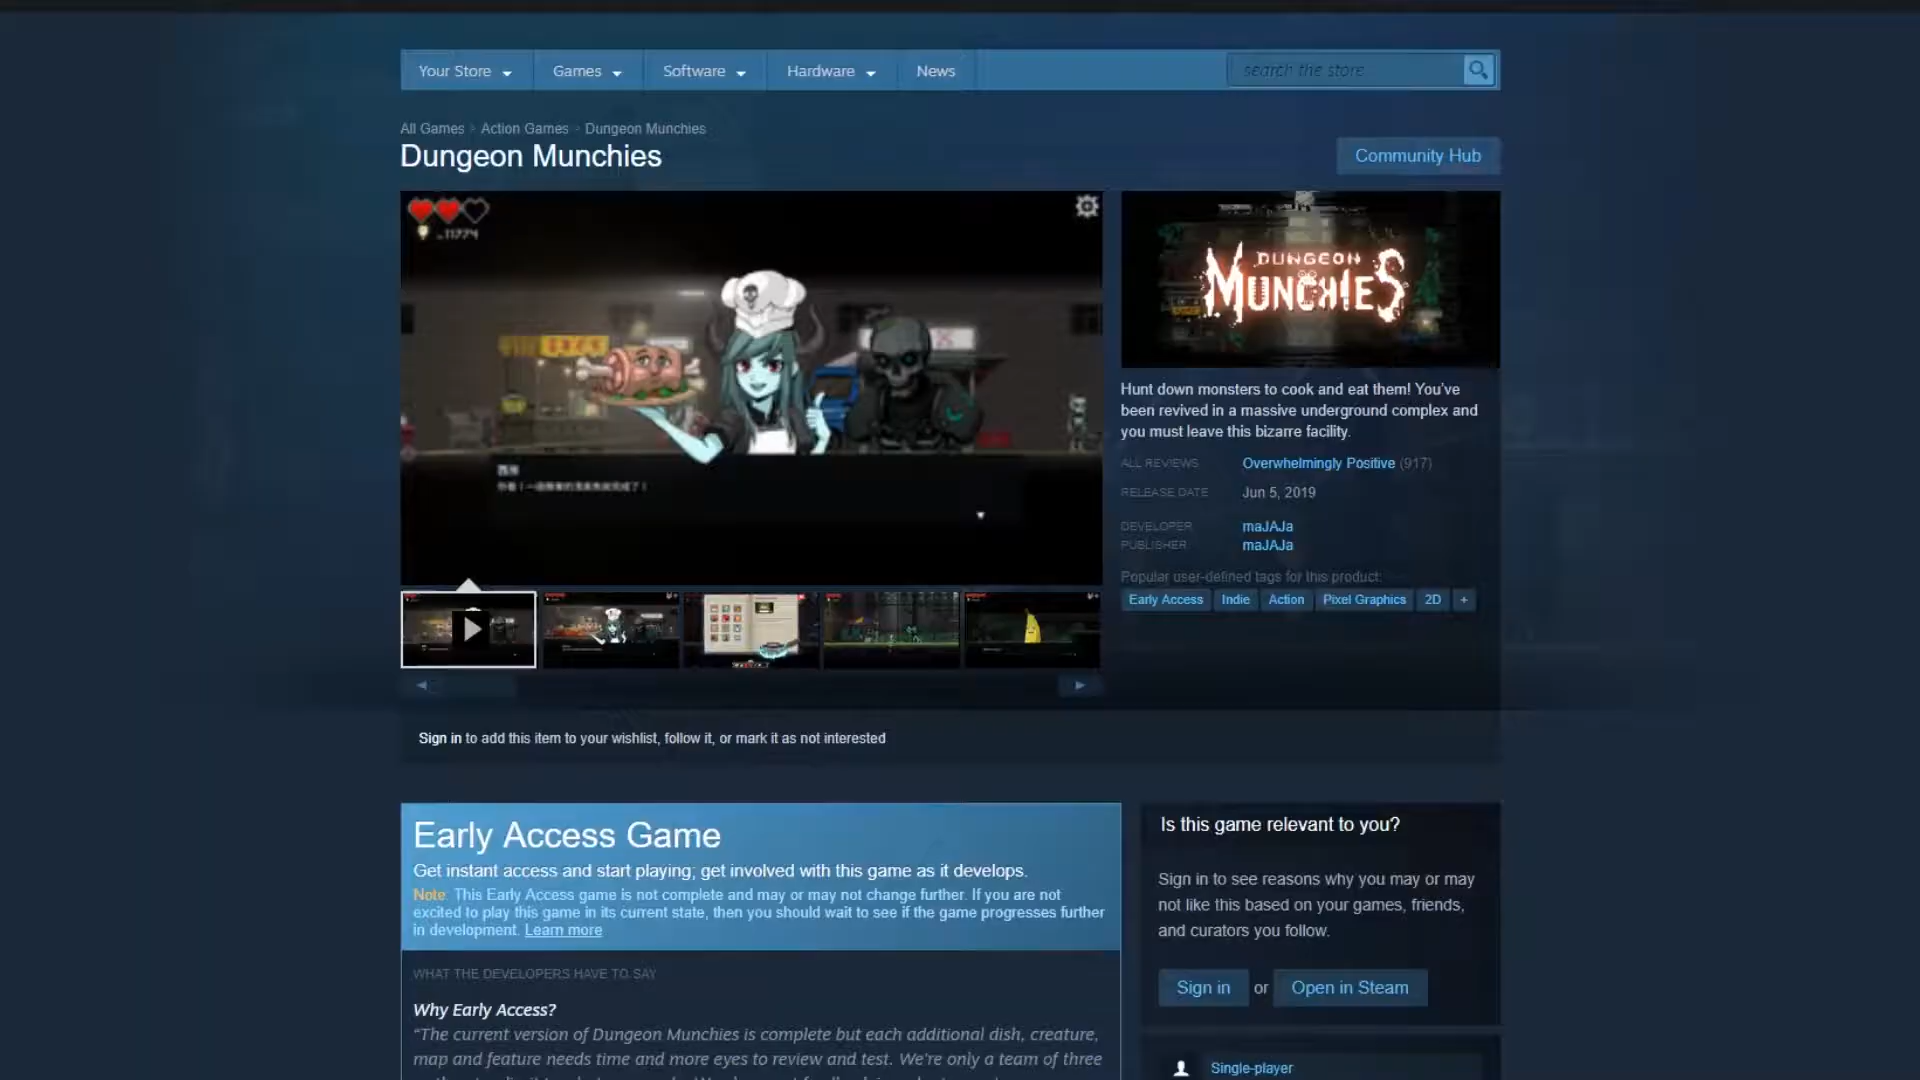 Your Store
Games
Software
Hardware
News
search the store
All Games > Action Games > Dungeon Munchies
Dungeon Munchies
Community Hub
DUNGEON
MUNCHIES
Hunt down monsters to cook and eat them! You've
been revived in a massive underground complex and
you must leave this bizarre facility.
ALL REVIEWS Overwhelmingly Positive (917)
RELEASE DATE Jun 5, 2019
DEVELOPER maJAJa
PUBLISHER maJAJa
Popular user-defined tags for this product:
Early Access Indie Action Pixel Graphics 2D +
Sign in to add this item to your wishlist, follow it, or mark it as not interested
Early Access Game
Get instant access and start playing; get involved with this game as it develops.
Note: This Early Access game is not complete and may or may not change further. If you are not
excited to play this game in its current state, then you should wait to see if the game progresses further
in development. Learn more
WHAT THE DEVELOPERS HAVE TO SAY
Why Early Access?
“The current version of Dungeon Munchies is complete but each additional dish, creature,
map and feature needs time and more eyes to review and test. We're only a team of three
Is this game relevant to you?
Sign in to see reasons why you may or may
not like this based on your games, friends,
and curators you follow.
Sign in or Open in Steam
Single-player